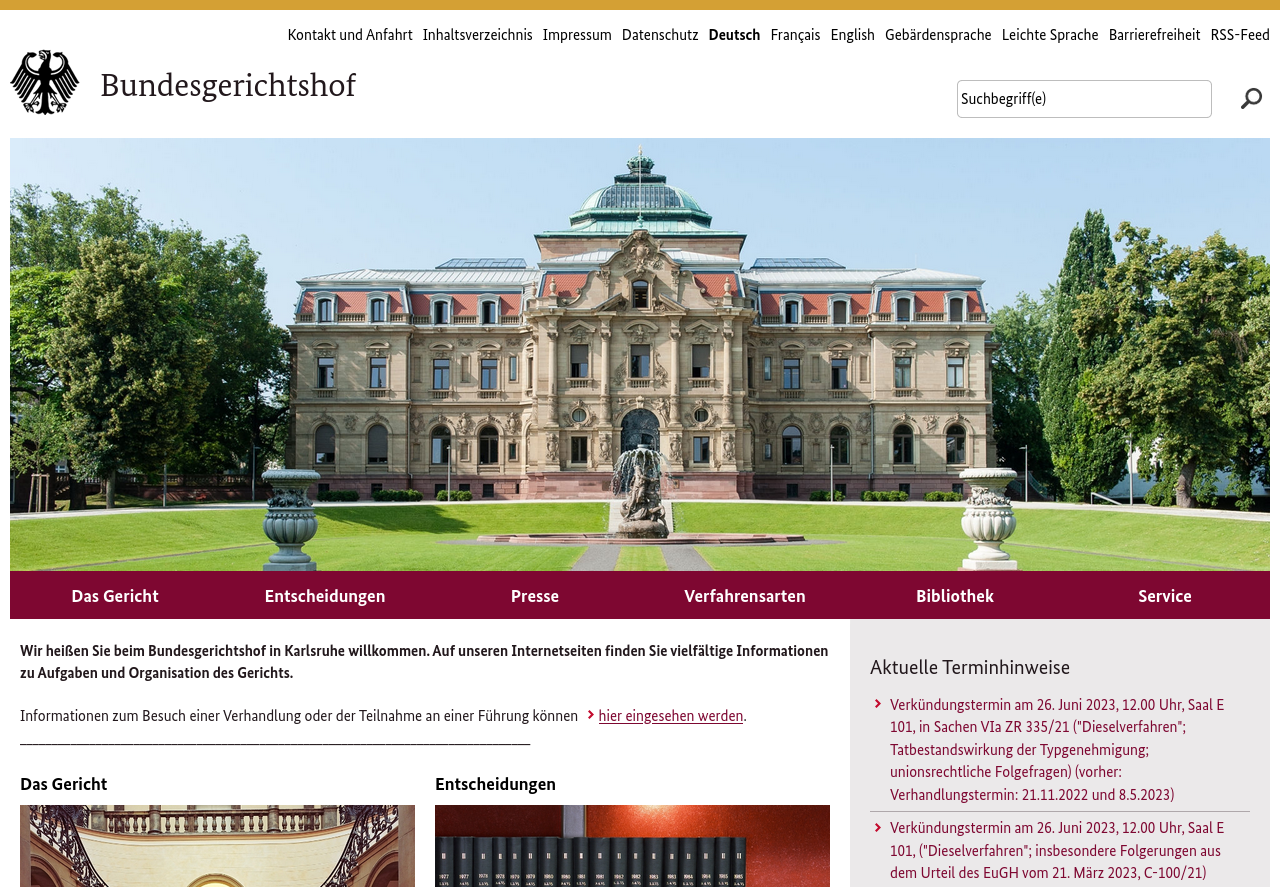 Kontakt und Anfahrt Inhaltsverzeichnis Impressum Datenschutz Deutsch Français English Gebärdensprache Leichte Sprache Barrierefreiheit RSS-Feed
Bundesgerichtshof
Suchbegriff(e)
Das Gericht Entscheidungen Presse Verfahrensarten Bibliothek Service
Wir heißen Sie beim Bundesgerichtshof in Karlsruhe willkommen. Auf unseren Internetseiten finden Sie vielfältige Informationen
zu Aufgaben und Organisation des Gerichts.
Informationen zum Besuch einer Verhandlung oder der Teilnahme an einer Führung können hier eingesehen werden.
Das Gericht
Entscheidungen
Aktuelle Terminhinweise
Verkündungstermin am 26. Juni 2023, 12.00 Uhr, Saal E
101, in Sachen VIa ZR 335/21 ("Dieselverfahren";
Tatbestandswirkung der Typgenehmigung;
unionsrechtliche Folgefragen) (vorher:
Verhandlungstermin: 21.11.2022 und 8.5.2023)
Verkündungstermin am 26. Juni 2023, 12.00 Uhr, Saal E
101, ("Dieselverfahren"; insbesondere Folgerungen aus
dem Urteil des EuGH vom 21. März 2023, C-100/21)